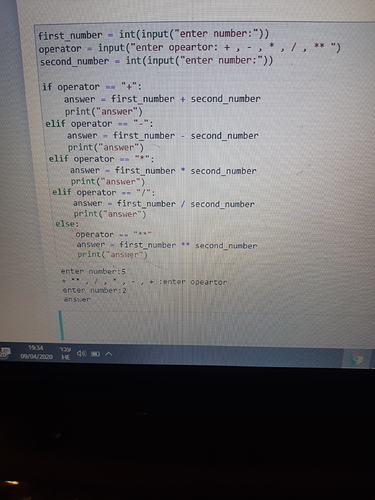 first_number = int(input("enter number:"))
operator = input("enter opeartor: + , - , * , / , ** ")
second_number = int(input("enter number:"))
if operator == "+":
answer = first_number + second_number
print("answer")
elif operator == "-":
answer = first_number - second_number
print("answer")
elif operator == "*":
answer = first_number * second_number
print("answer")
elif operator == "/":
answer = first_number / second_number
print("answer")
else:
operator == "**"
answer = first_number ** second_number
print("answer")
enter number:5
+ ** , / , * , - , + :enter opeartor
enter number:2
answer
19:34
09/04/2020
עבר
HE